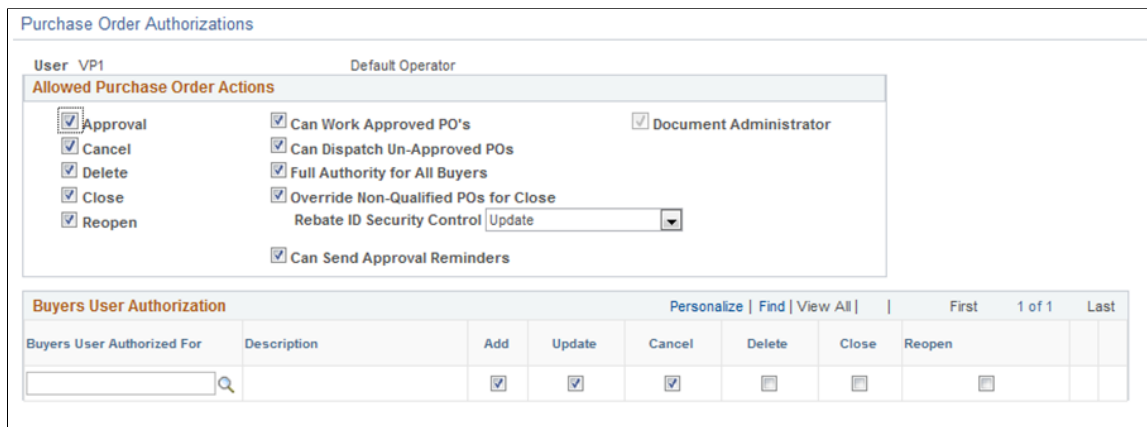 Purchase Order Authorizations
User VP1 Default Operator
Allowed Purchase Order Actions
Approval Can Work Approved PO's Document Administrator
Cancel Can Dispatch Un-Approved POs
Delete Full Authority for All Buyers
Close Override Non-Qualified POs for Close
Reopen Rebate ID Security Control Update
Can Send Approval Reminders
Buyers User Authorization Personalize | Find | View All | | First 1 of 1 Last
Buyers User Authorized For Description Add Update Cancel Delete Close Reopen